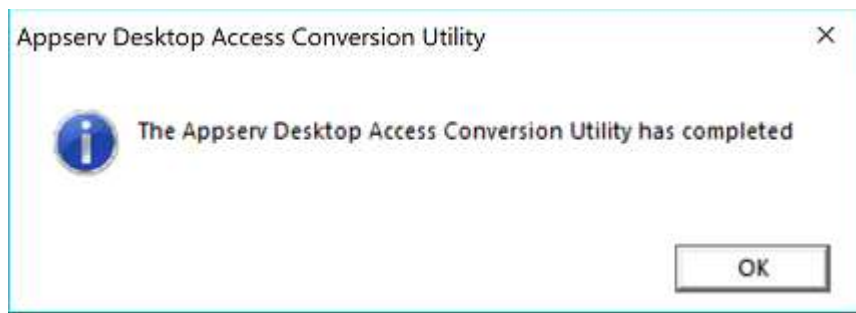 Appserv Desktop Access Conversion Utility
The Appserv Desktop Access Conversion Utility has completed
OK